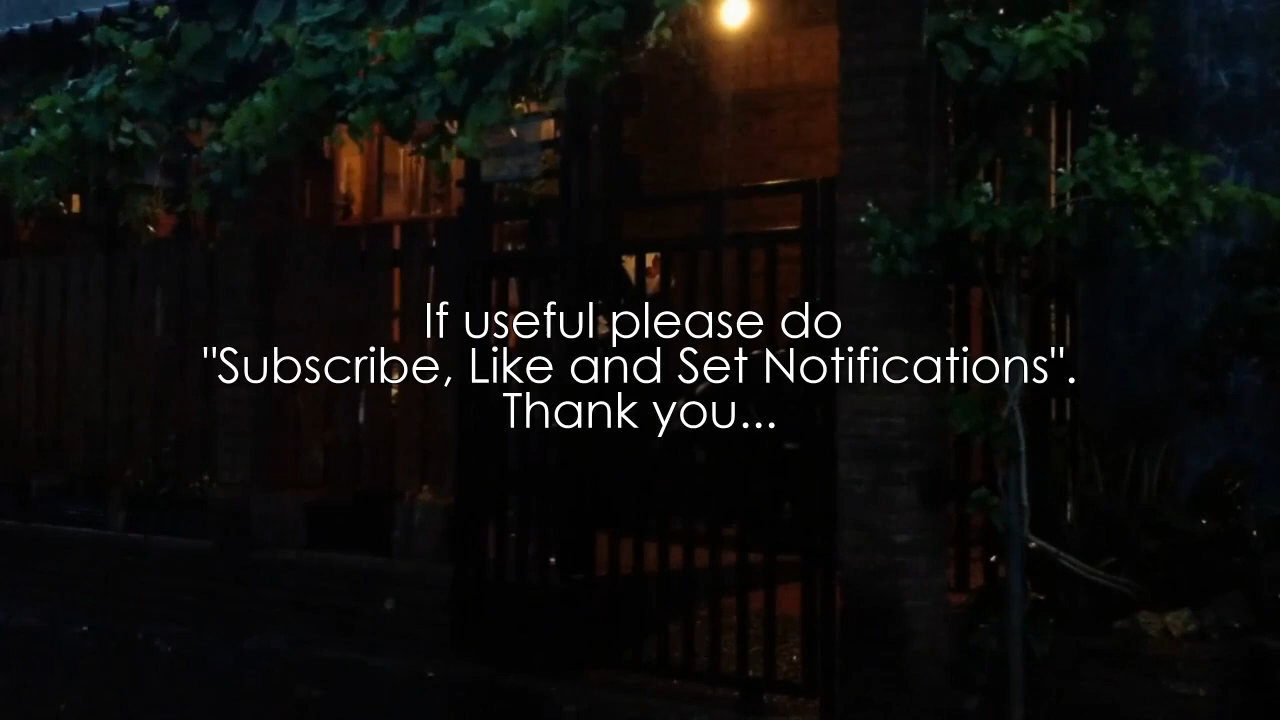 If useful please do
"Subscribe, Like and Set Notifications".
Thank you...